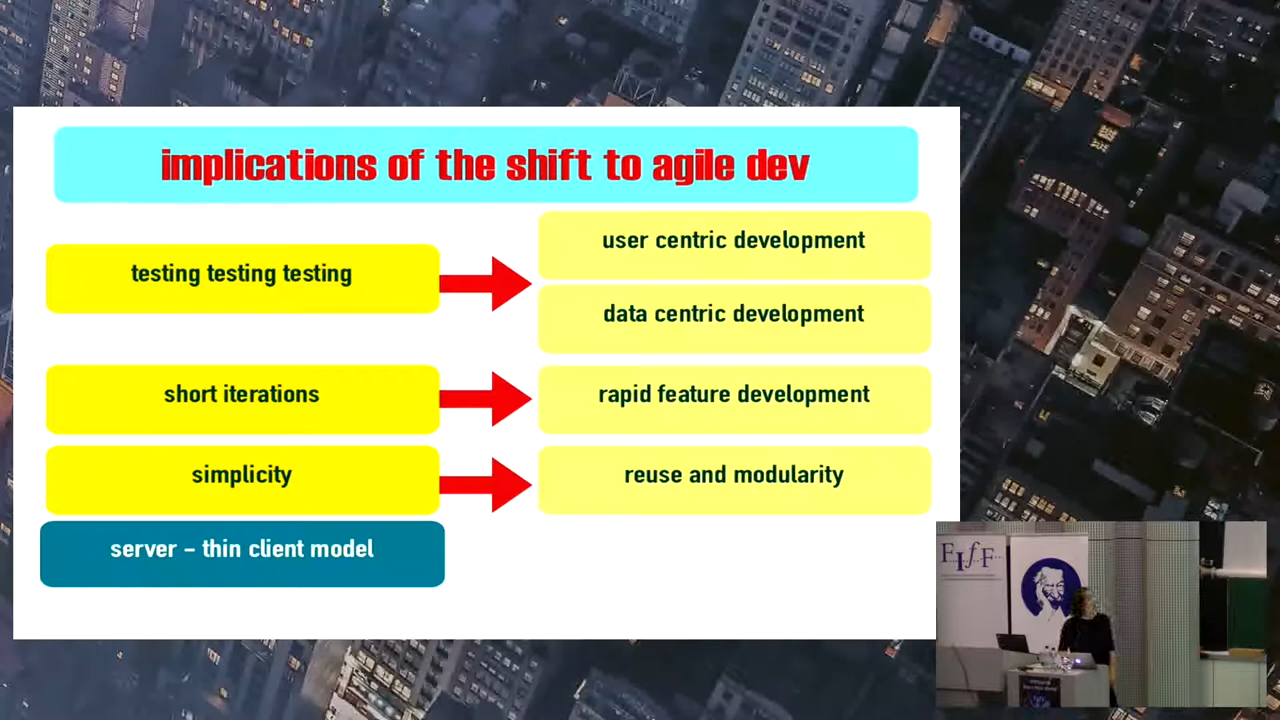 implications of the shift to agile dev
testing testing testing
user centric development
data centric development
short iterations
rapid feature development
simplicity
reuse and modularity
server – thin client model
FIfF